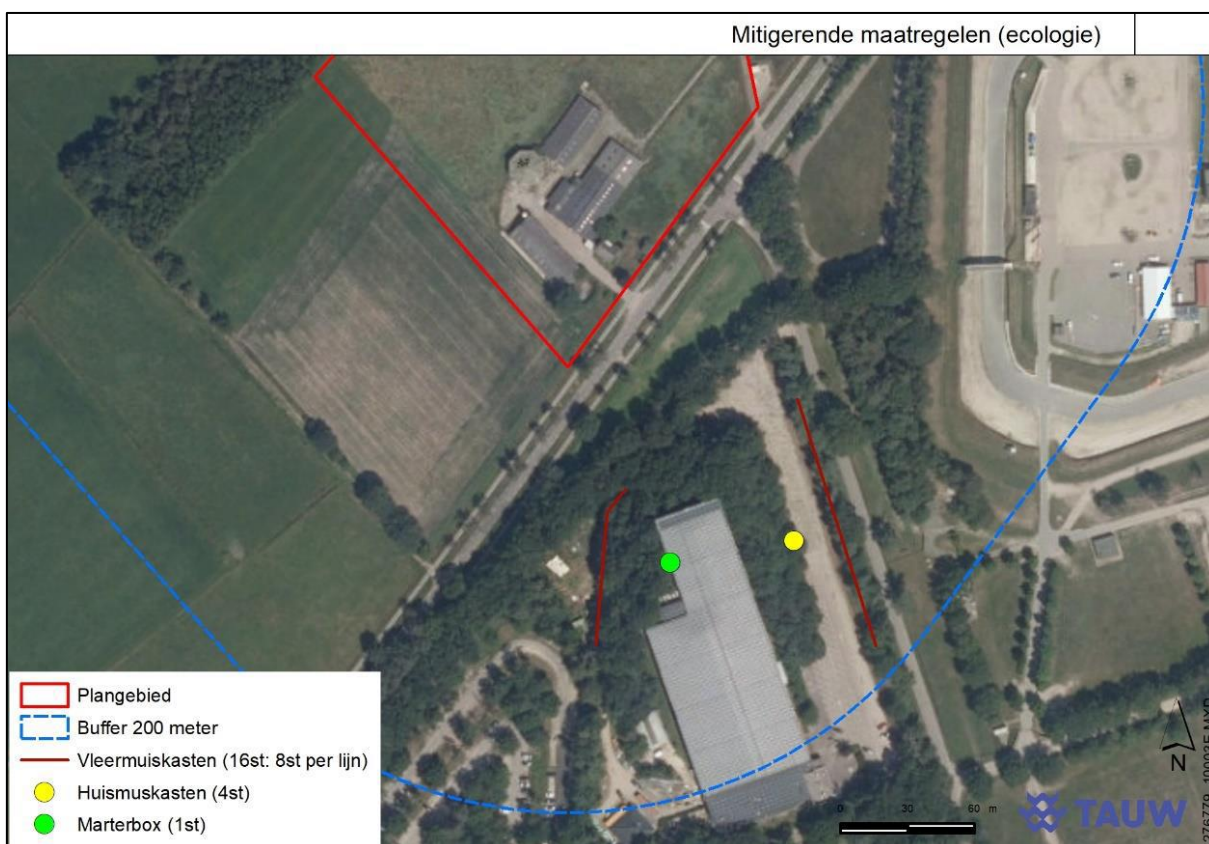 Mitigerende maatregelen (ecologie)
Plangebied
Buffer 200 meter
Vleermuiskasten (16st: 8st per lijn)
Huismuskasten (4st)
Marterbox (1st)
0 30 60 m
N
TAUW